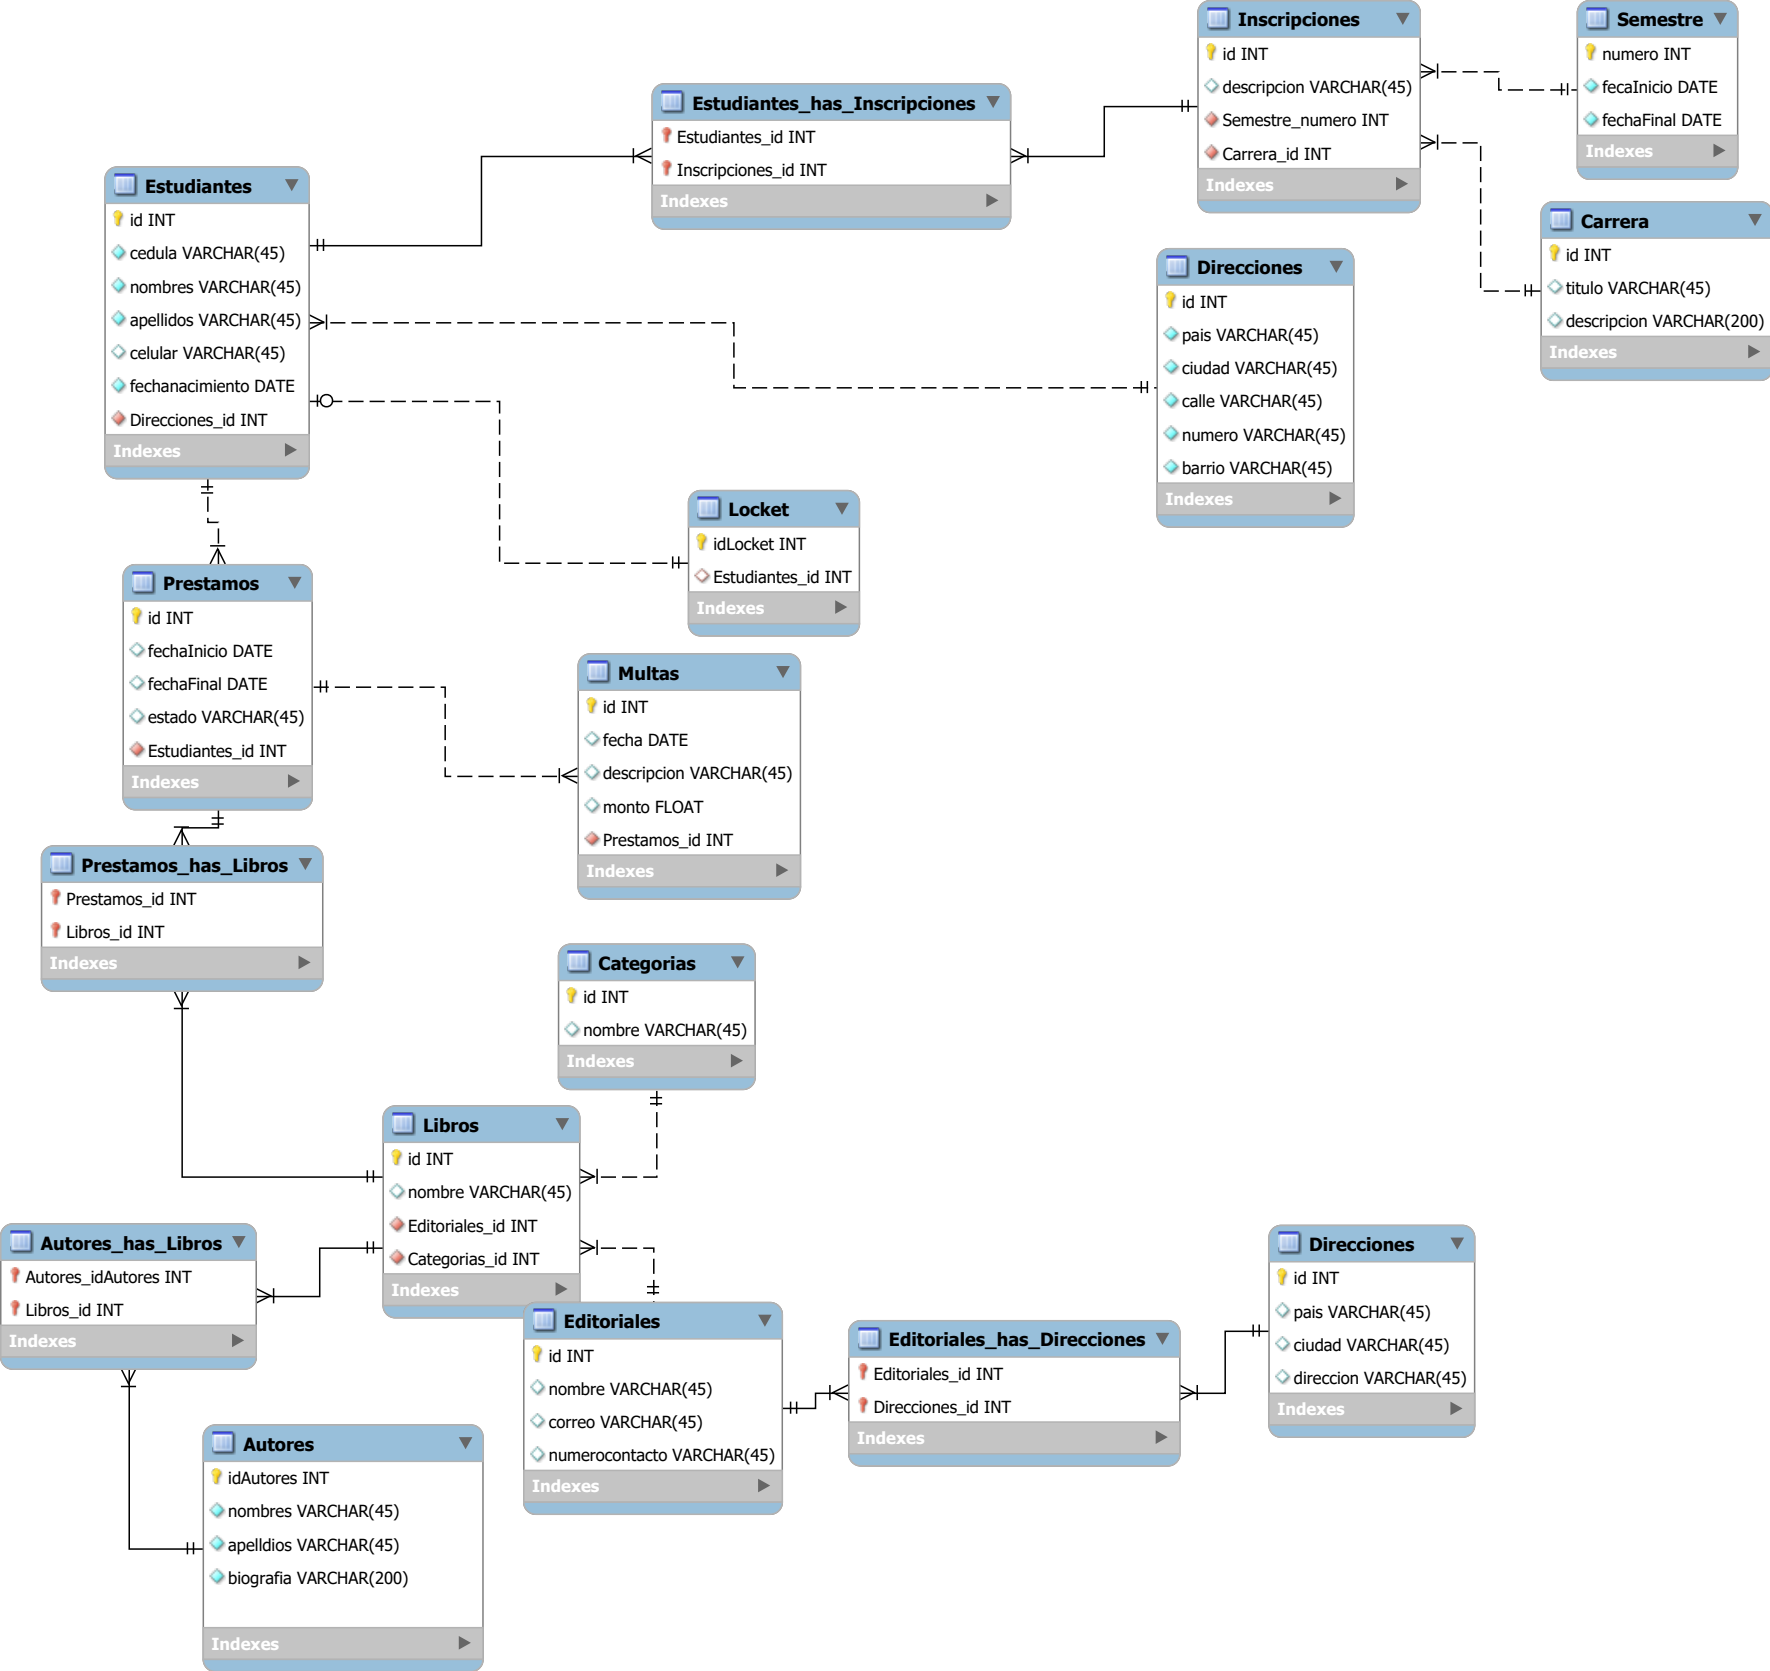 Inscripciones
id INT
descripcion VARCHAR(45)
Semestre_numero INT
Carrera_id INT
Indexes
Semestre
numero INT
fecaInicio DATE
fechaFinal DATE
Indexes
Estudiantes_has_Inscripciones
Estudiantes_id INT
Inscripciones_id INT
Indexes
Estudiantes
id INT
cedula VARCHAR(45)
nombres VARCHAR(45)
apellidos VARCHAR(45)
celular VARCHAR(45)
fechanacimiento DATE
Direcciones_id INT
Indexes
Carrera
id INT
titulo VARCHAR(45)
descripcion VARCHAR(200)
Indexes
Direcciones
id INT
pais VARCHAR(45)
ciudad VARCHAR(45)
calle VARCHAR(45)
numero VARCHAR(45)
barrio VARCHAR(45)
Indexes
Locket
idLocket INT
Estudiantes_id INT
Indexes
Prestamos
id INT
fechaInicio DATE
fechaFinal DATE
estado VARCHAR(45)
Estudiantes_id INT
Indexes
Multas
id INT
fecha DATE
descripcion VARCHAR(45)
monto FLOAT
Prestamos_id INT
Indexes
Prestamos_has_Libros
Prestamos_id INT
Libros_id INT
Indexes
Categorias
id INT
nombre VARCHAR(45)
Indexes
Libros
id INT
nombre VARCHAR(45)
Editoriales_id INT
Categorias_id INT
Indexes
Autores_has_Libros
Autores_idAutores INT
Libros_id INT
Indexes
Editoriales
id INT
nombre VARCHAR(45)
correo VARCHAR(45)
numerocontacto VARCHAR(45)
Indexes
Editoriales_has_Direcciones
Editoriales_id INT
Direcciones_id INT
Indexes
Direcciones
id INT
pais VARCHAR(45)
ciudad VARCHAR(45)
direccion VARCHAR(45)
Indexes
Autores
idAutores INT
nombres VARCHAR(45)
apelldios VARCHAR(45)
biografia VARCHAR(200)
Indexes